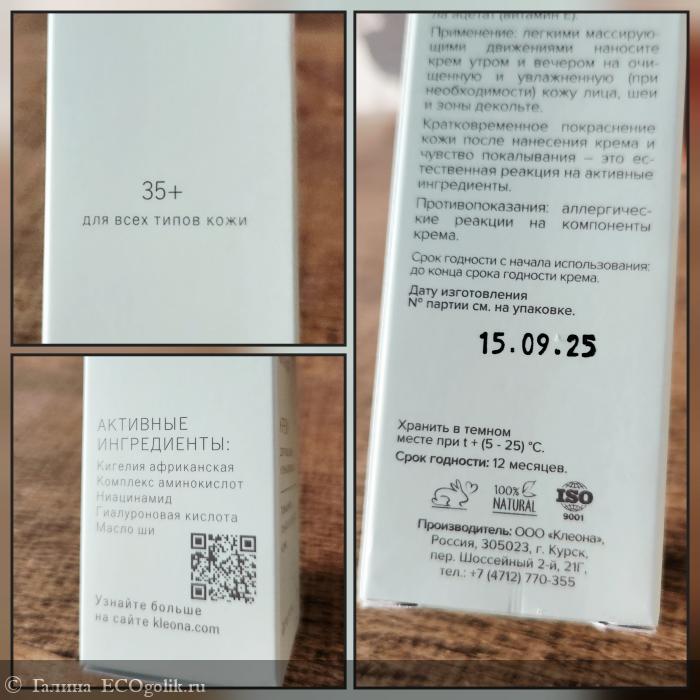 35+
для всех типов кожи
АКТИВНЫЕ
ИНГРЕДИЕНТЫ:
Кигелия африканская
Комплекс аминокислот
Ниацинамид
Гиалуроновая кислота
Масло ши
Узнайте больше
на сайте kleona.com
ла ацетат (витамин Е).
Применение: легкими массирую-
щими движениями наносите
крем утром и вечером на очи-
щенную и увлажненную (при
необходимости) кожу лица, шеи
и зоны декольте.
Кратковременное покраснение
кожи после нанесения крема и
чувство покалывания – это ес-
тественная реакция на активные
ингредиенты.
Противопоказания: аллергичес-
кие реакции на компоненты
крема.
Срок годности с начала использования:
до конца срока годности крема.
Дату изготовления
N° партии см. на упаковке.
15.09.25
Хранить в темном
месте при t + (5 - 25) °C.
Срок годности: 12 месяцев.
100%
NATURAL
ISO
9001
Производитель: ООО «Клеона»,
Россия, 305023, г. Курск,
пер. Шоссейный 2-й, 21Г,
тел.: +7 (4712) 770-355
© Галина ECOgolik.ru